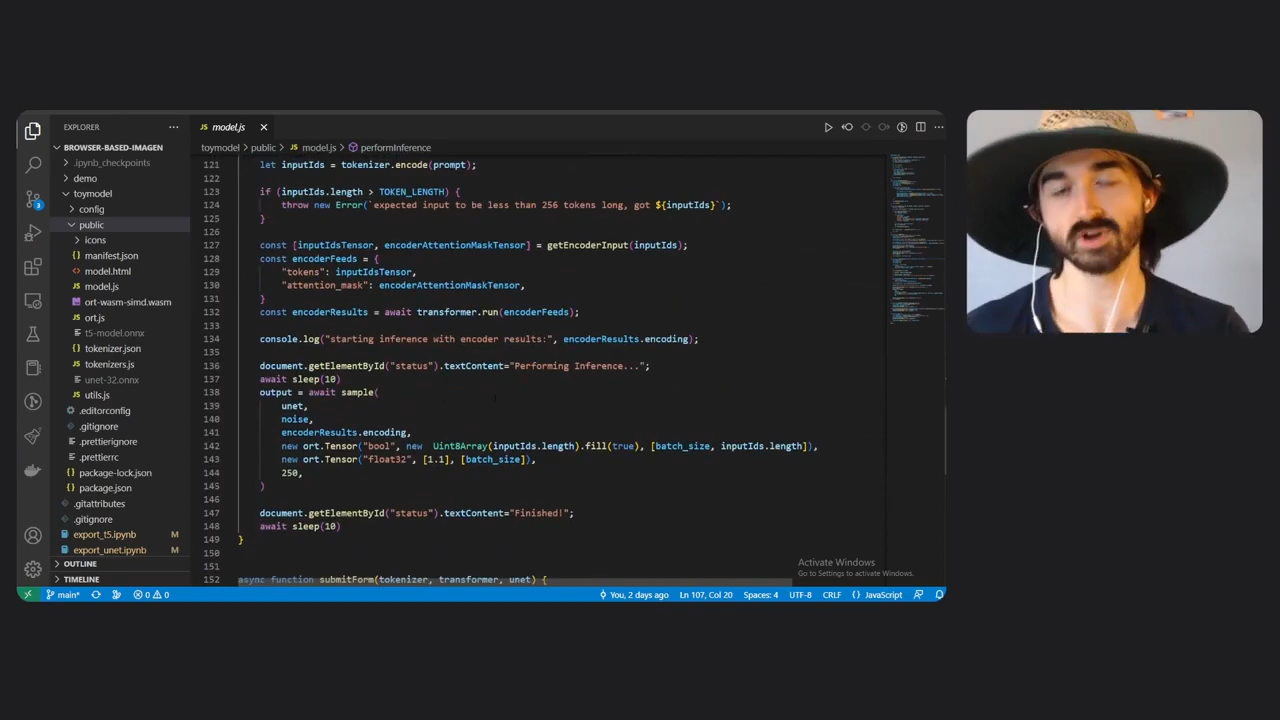 EXPLORER
BROWSER-BASED-IMAGEN
.ipynb_checkpoints
demo
toymodel
config
public
icons
manifest.json
model.html
model.js
ort-wasm-simd.wasm
ort.js
t5-model.onnx
tokenizer.json
tokenizers.js
unet-32.onnx
utils.js
.editorconfig
.gitignore
.prettierignore
.prettierrc
package-lock.json
package.json
.gitattributes
.gitignore
export_t5.ipynb M
export_unet.ipynb M
OUTLINE
TIMELINE
JS model.js
toymodel > public > JS model.js > performInference
121 let inputIds = tokenizer.encode(prompt);
122
123 if (inputIds.length > TOKEN_LENGTH) {
124 throw new Error(`expected input to be less than 256 tokens long, got ${inputIds}`);
125 }
126
127 const [inputIdsTensor, encoderAttentionMaskTensor] = getEncoderInput(inputIds);
128 const encoderFeeds = {
129 "tokens": inputIdsTensor,
130 "attention_mask": encoderAttentionMaskTensor,
131 }
132 const encoderResults = await transformer.run(encoderFeeds);
133
134 console.log("starting inference with encoder results:", encoderResults.encoding);
135
136 document.getElementById("status").textContent="Performing Inference...";
137 await sleep(10)
138 output = await sample(
139 unet,
140 noise,
141 encoderResults.encoding,
142 new ort.Tensor("bool", new Uint8Array(inputIds.length).fill(true), [batch_size, inputIds.length]),
143 new ort.Tensor("float32", [1.1], [batch_size]),
144 250,
145 )
146
147 document.getElementById("status").textContent="Finished!";
148 await sleep(10)
149 }
150
151
152 async function submitForm(tokenizer, transformer, unet) {
Activate Windows
Go to Settings to activate Windows.
main* 0 0 You, 2 days ago Ln 107, Col 20 Spaces: 4 UTF-8 CRLF {} JavaScript